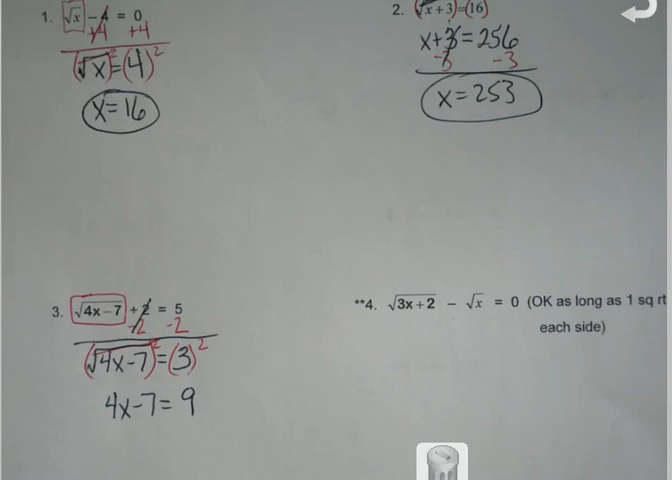 1. √x - 4 = 0
+4 +4
(√x)² = (4)²
x = 16
2. (√x + 3) = (16)
x + 3 = 256
-3 -3
x = 253
3. √4x - 7 + 2 = 5
-2 -2
(√4x - 7)² = (3)²
4x - 7 = 9
**4. √3x + 2 - √x = 0 (OK as long as 1 sq rt
each side)